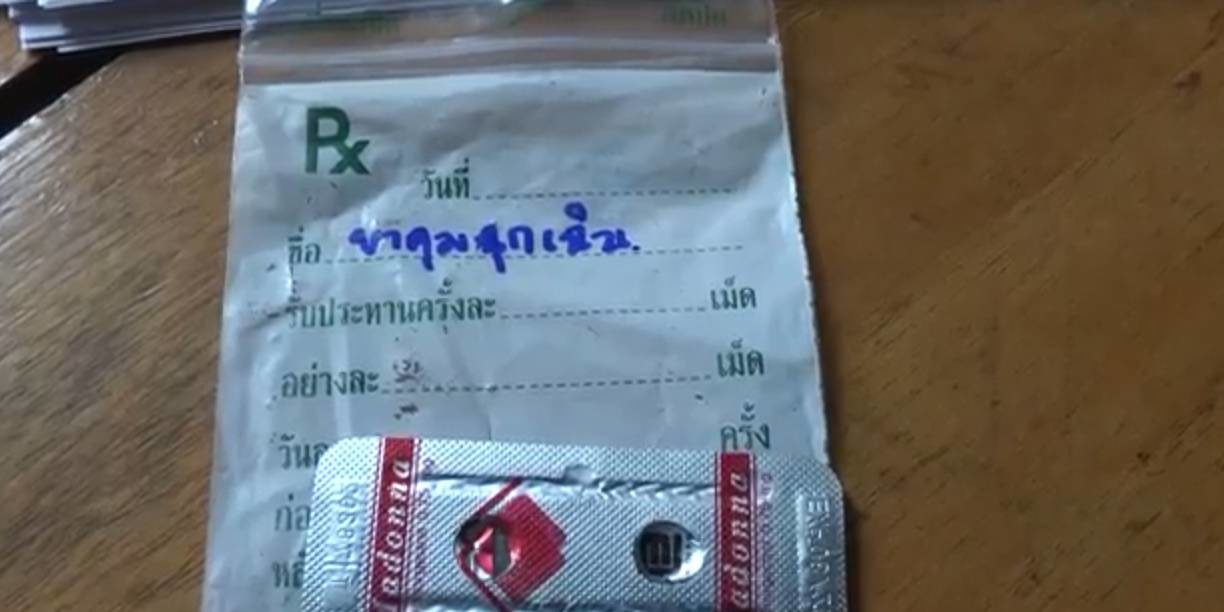 Rx
วันที่
ชื่อ ยาคุมฉุกเฉิน.
รับประทานครั้งละ เม็ด
อย่างละ เม็ด
ครั้ง
adonna
adonna